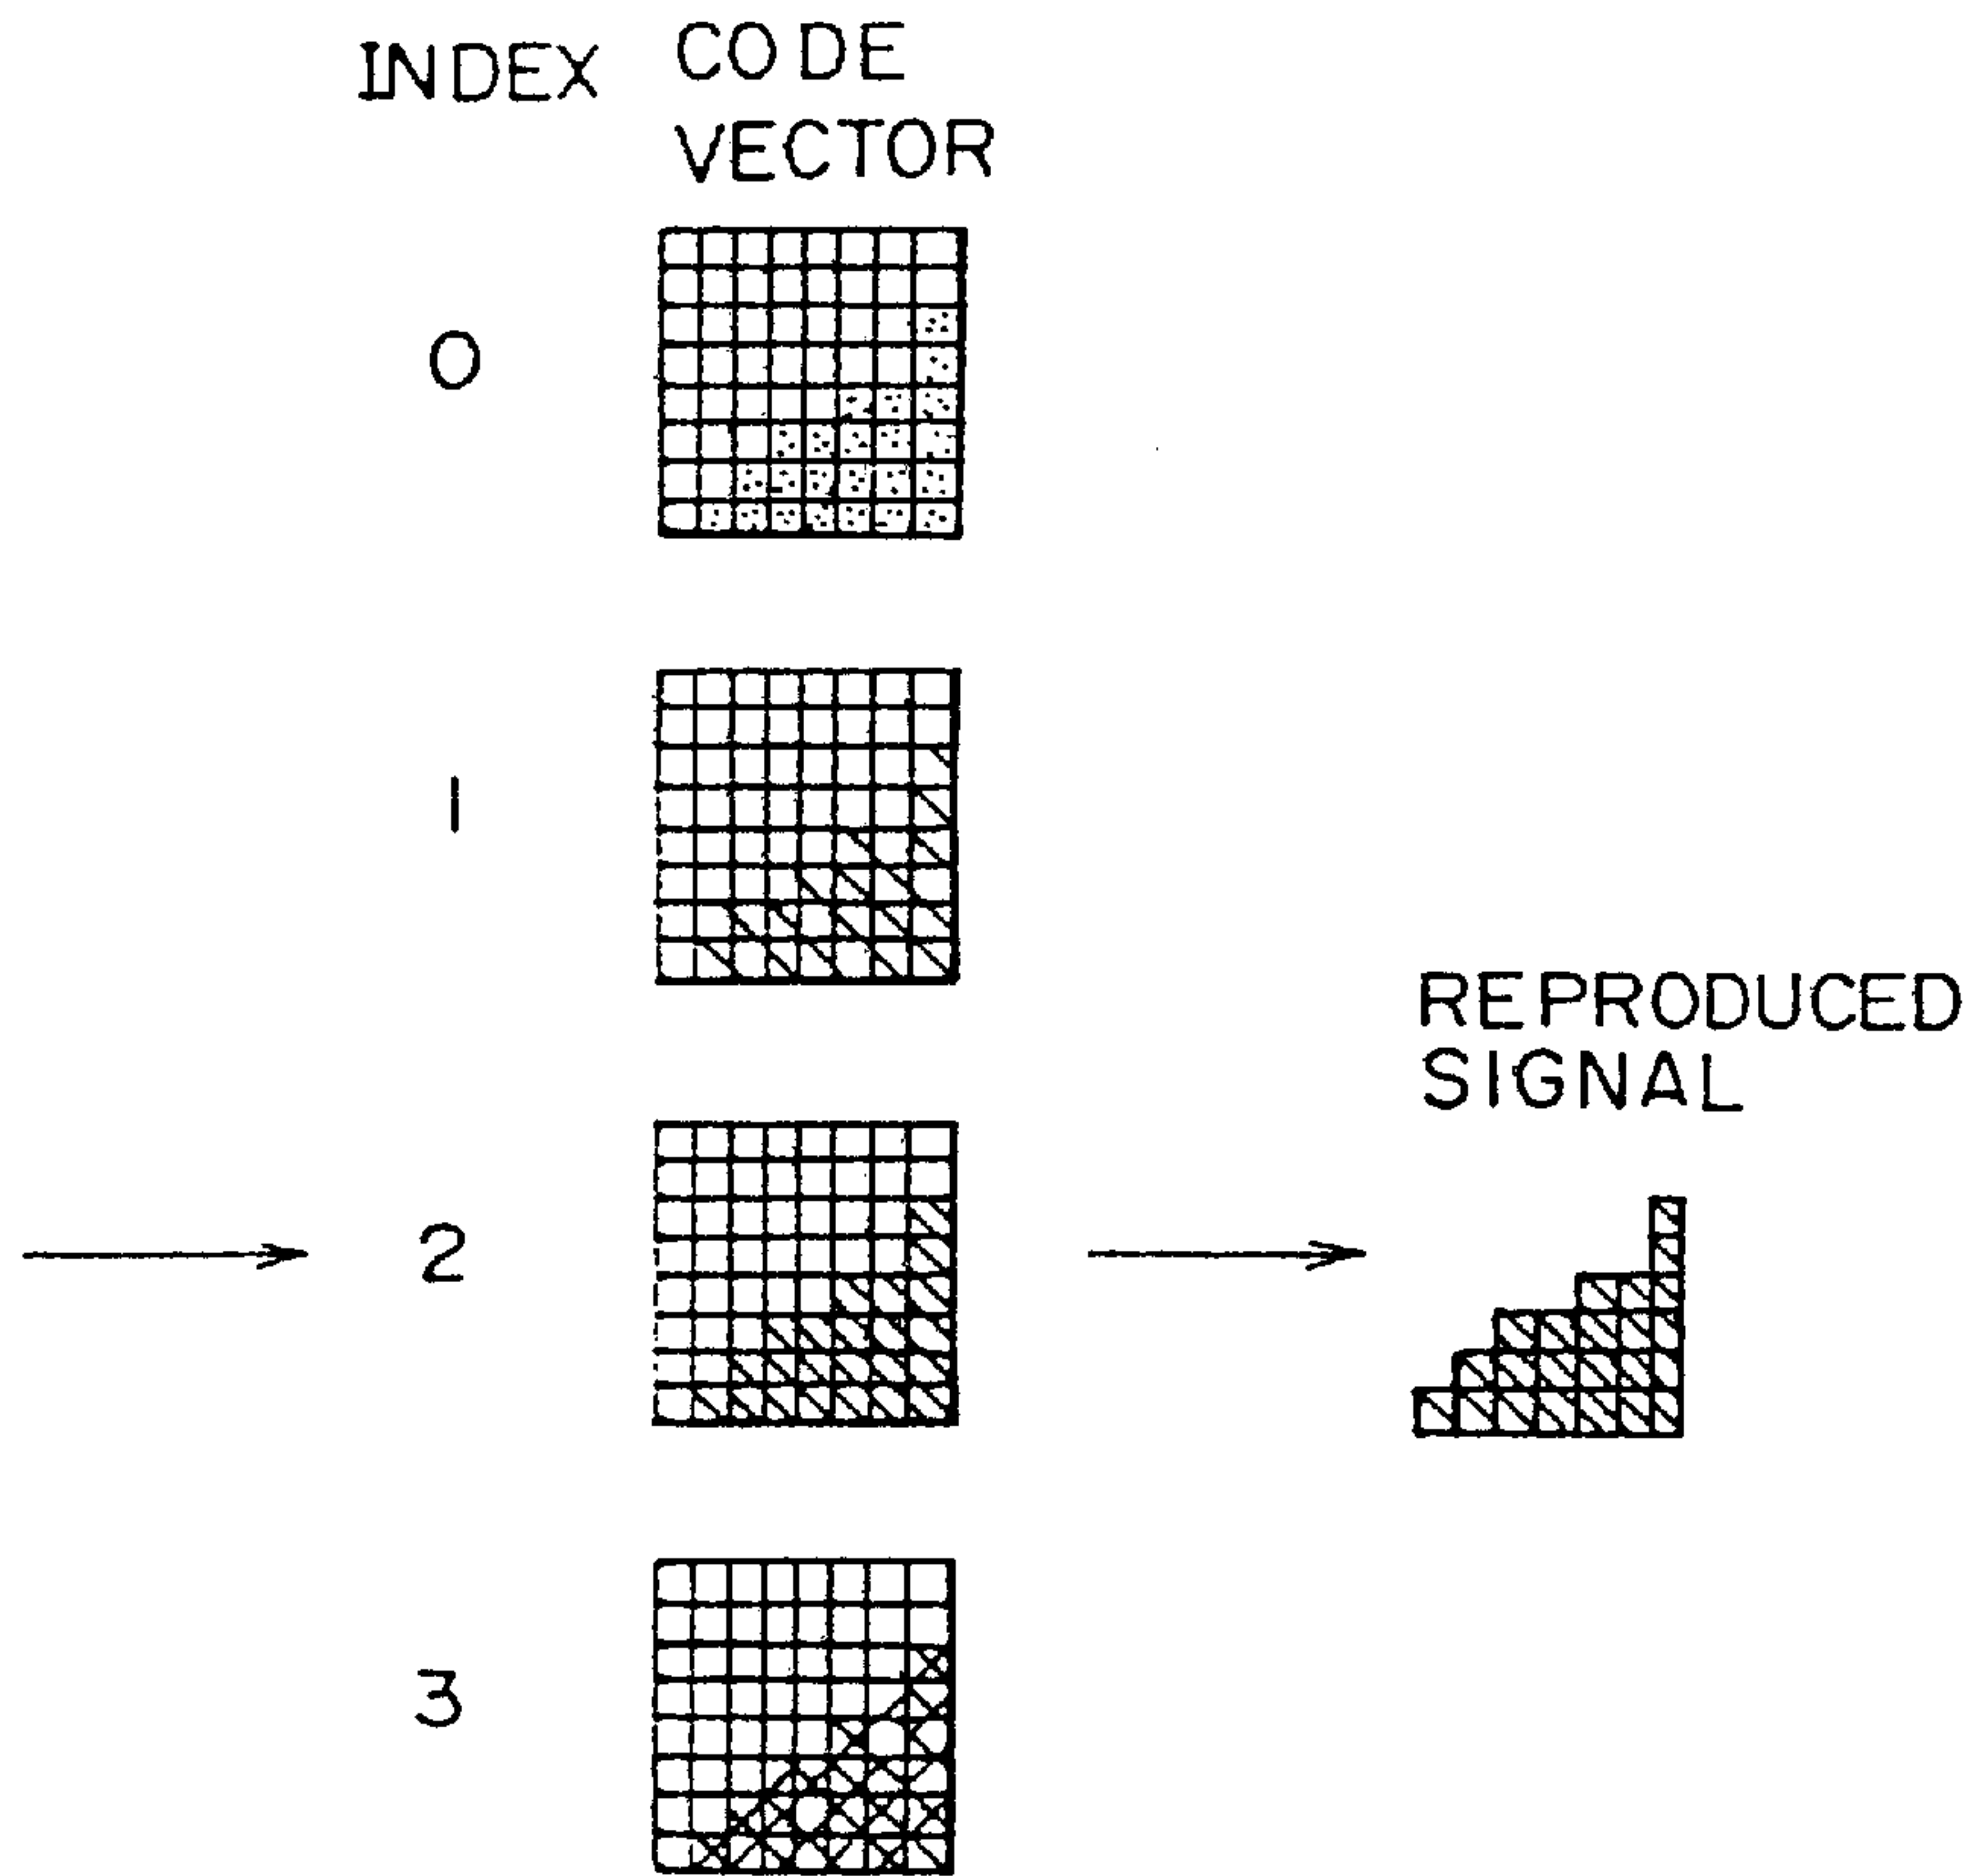 INDEX
CODE
VECTOR
0
1
2
3
REPRODUCED
SIGNAL